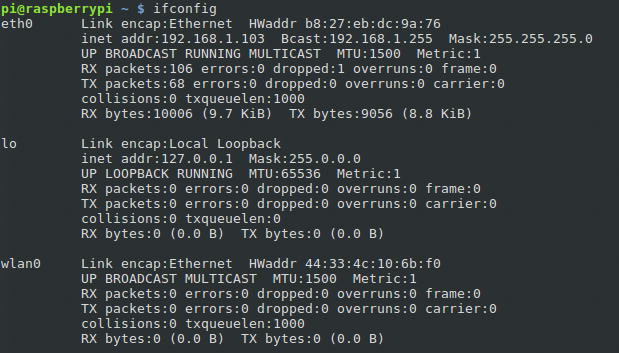 pi@raspberrypi ~ $ ifconfig
eth0      Link encap:Ethernet  HWaddr b8:27:eb:dc:9a:76
          inet addr:192.168.1.103  Bcast:192.168.1.255  Mask:255.255.255.0
          UP BROADCAST RUNNING MULTICAST  MTU:1500  Metric:1
          RX packets:106 errors:0 dropped:1 overruns:0 frame:0
          TX packets:68 errors:0 dropped:0 overruns:0 carrier:0
          collisions:0 txqueuelen:1000
          RX bytes:10006 (9.7 KiB)  TX bytes:9056 (8.8 KiB)

lo        Link encap:Local Loopback
          inet addr:127.0.0.1  Mask:255.0.0.0
          UP LOOPBACK RUNNING  MTU:65536  Metric:1
          RX packets:0 errors:0 dropped:0 overruns:0 frame:0
          TX packets:0 errors:0 dropped:0 overruns:0 carrier:0
          collisions:0 txqueuelen:0
          RX bytes:0 (0.0 B)  TX bytes:0 (0.0 B)

wlan0     Link encap:Ethernet  HWaddr 44:33:4c:10:6b:f0
          UP BROADCAST MULTICAST  MTU:1500  Metric:1
          RX packets:0 errors:0 dropped:0 overruns:0 frame:0
          TX packets:0 errors:0 dropped:0 overruns:0 carrier:0
          collisions:0 txqueuelen:1000
          RX bytes:0 (0.0 B)  TX bytes:0 (0.0 B)